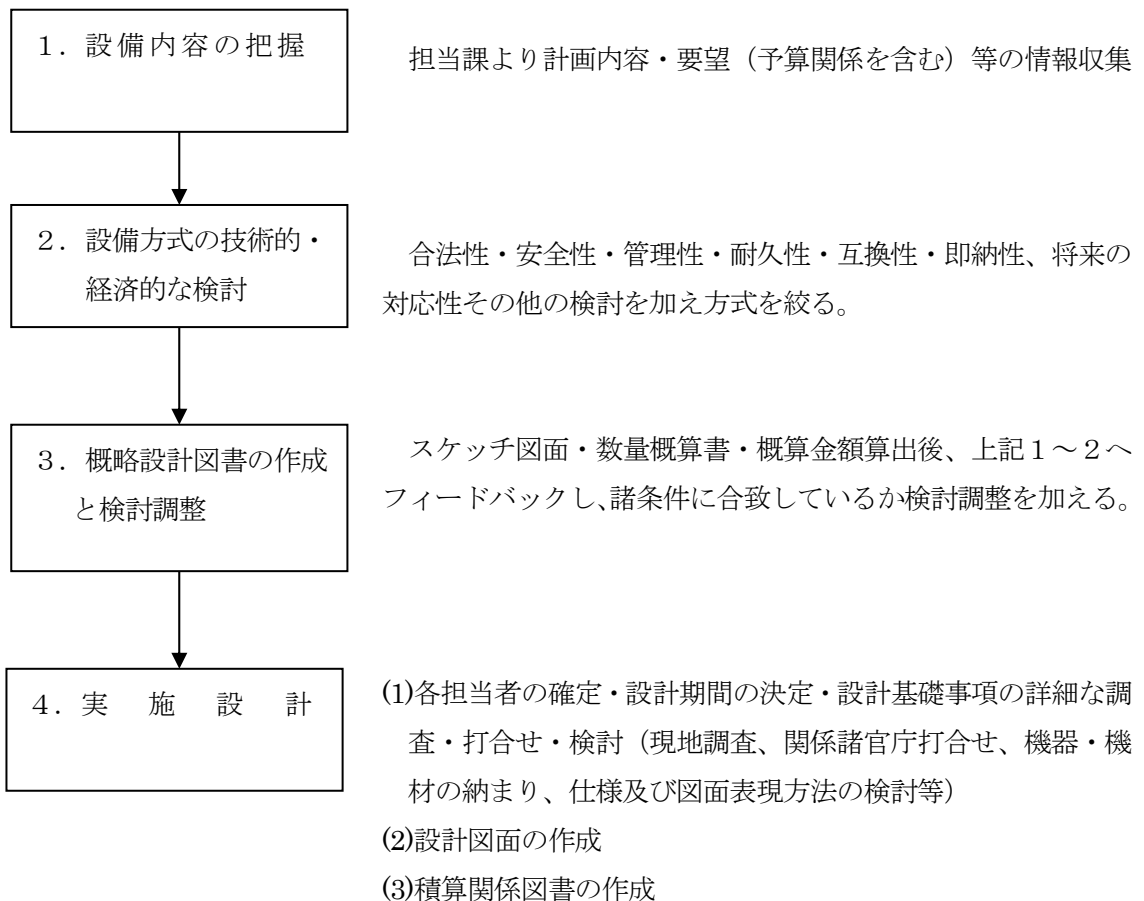 １．設備内容の把握
担当課より計画内容・要望（予算関係を含む）等の情報収集
２．設備方式の技術的・
経済的な検討
合法性・安全性・管理性・耐久性・互換性・即納性、将来の
対応性その他の検討を加え方式を絞る。
３．概略設計図書の作成
と検討調整
スケッチ図面・数量概算書・概算金額算出後、上記１～２へ
フィードバックし、諸条件に合致しているか検討調整を加える。
４．実　施　設　計
(1)各担当者の確定・設計期間の決定・設計基礎事項の詳細な調
査・打合せ・検討（現地調査、関係諸官庁打合せ、機器・機
材の納まり、仕様及び図面表現方法の検討等）
(2)設計図面の作成
(3)積算関係図書の作成